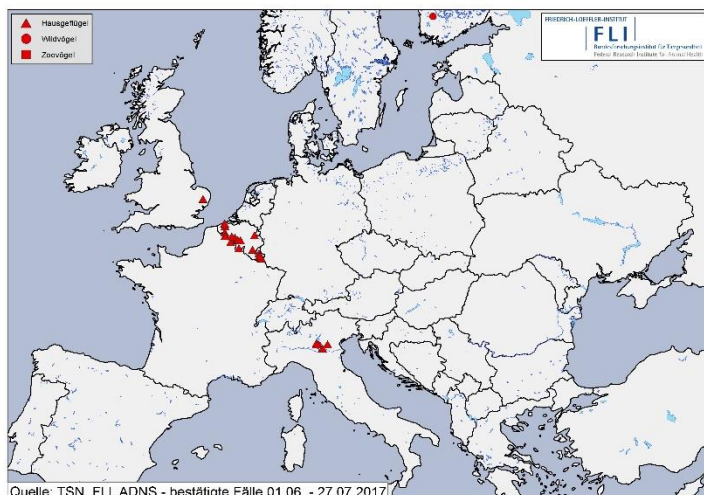 Hausgeflügel
Wildvögel
Zoovögel
FRIEDRICH-LOEFFLER-INSTITUT
FLI
Bundesforschungsinstitut für Tiergesundheit
Federal Research Institute for Animal Health
Quelle: TSN, FLI, ADNS - bestätigte Fälle 01.06. - 27.07.2017